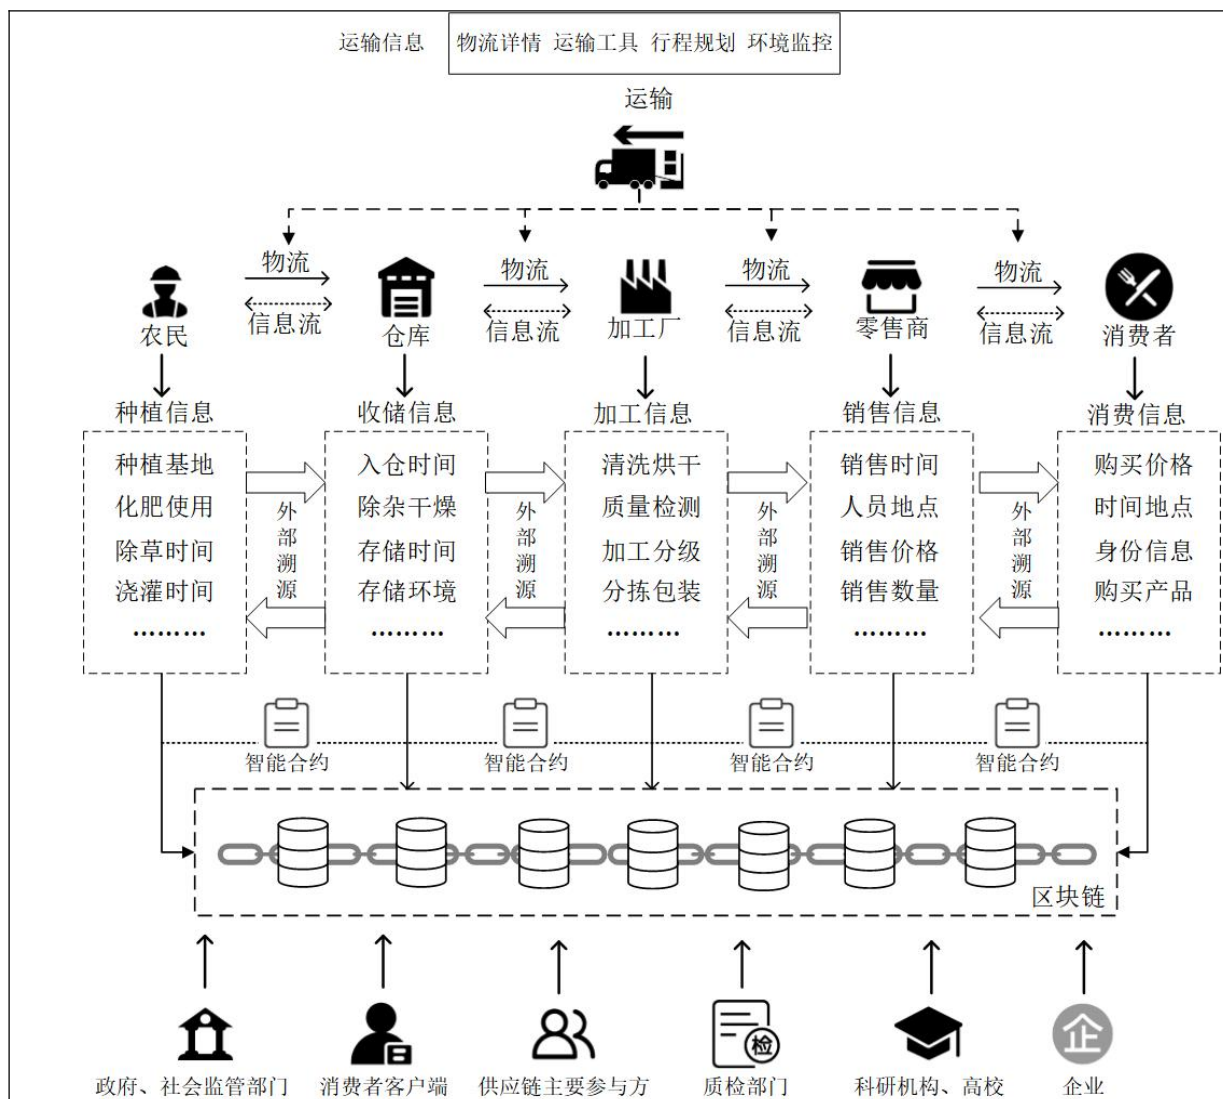 运输信息 物流详情 运输工具 行程规划 环境监控
运输
物流 物流 物流 物流
信息流 信息流 信息流 信息流
农民 仓库 加工厂 零售商 消费者
种植信息 收储信息 加工信息 销售信息 消费信息
种植基地 入仓时间 清洗烘干 销售时间 购买价格
化肥使用 除杂干燥 质量检测 人员地点 时间地点
除草时间 存储时间 加工分级 销售价格 身份信息
浇灌时间 存储环境 分拣包装 销售数量 购买产品
……… ……… ……… ……… ………
外部溯源 外部溯源 外部溯源 外部溯源
智能合约 智能合约 智能合约 智能合约
区块链
检 企
政府、社会监管部门 消费者客户端 供应链主要参与方 质检部门 科研机构、高校 企业